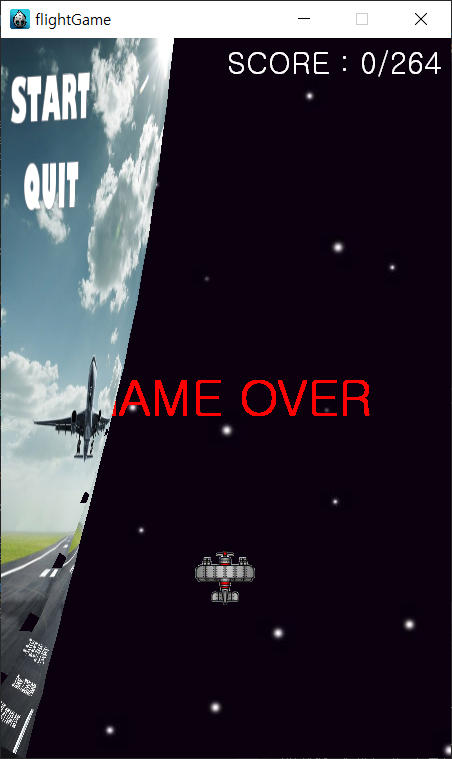 flightGame
SCORE : 0/264
START
QUIT
AME OVER